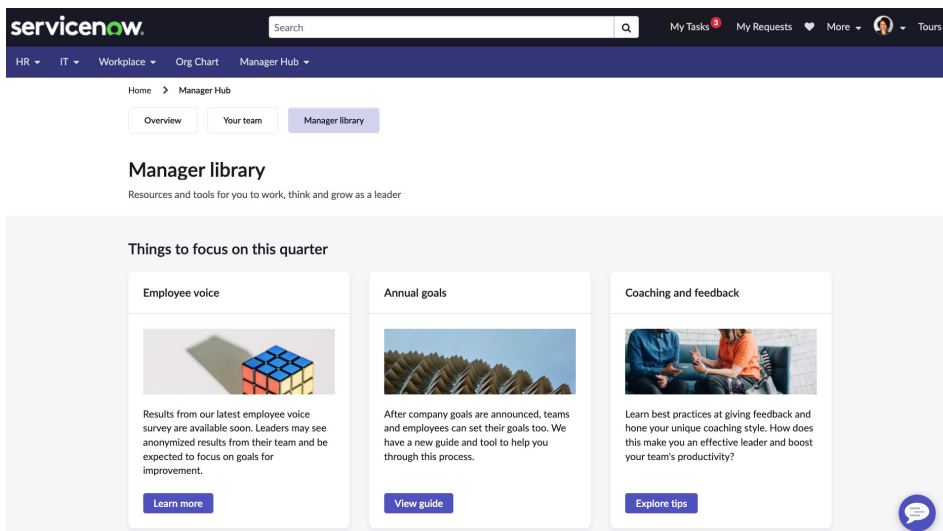 servicenow.
Search
My Tasks 3 My Requests More Tours
HR IT Workplace Org Chart Manager Hub
Home > Manager Hub
Overview Your team Manager library
Manager library
Resources and tools for you to work, think and grow as a leader
Things to focus on this quarter
Employee voice
Results from our latest employee voice
survey are available soon. Leaders may see
anonymized results from their team and be
expected to focus on goals for
improvement.
Learn more
Annual goals
After company goals are announced, teams
and employees can set their goals too. We
have a new guide and tool to help you
through this process.
View guide
Coaching and feedback
Learn best practices at giving feedback and
hone your unique coaching style. How does
this make you an effective leader and boost
your team's productivity?
Explore tips